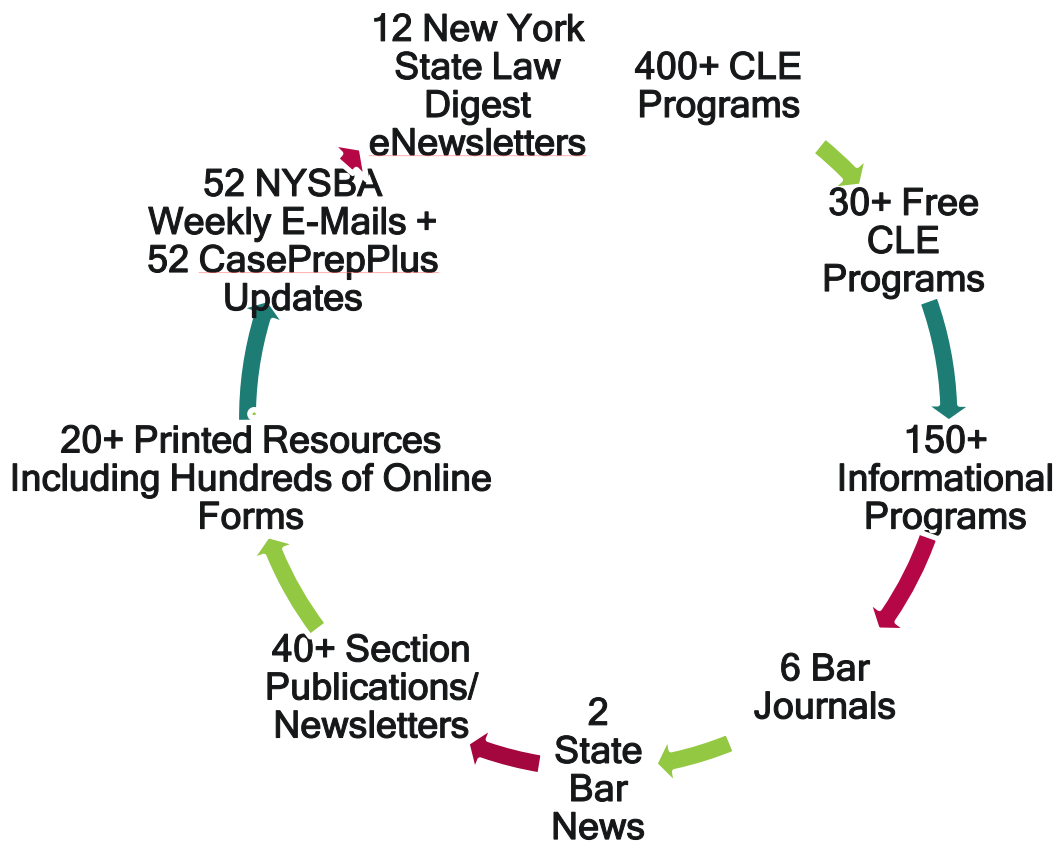 12 New York
State Law
Digest
eNewsletters
400+ CLE
Programs
30+ Free
CLE
Programs
150+
Informational
Programs
6 Bar
Journals
2
State
Bar
News
40+ Section
Publications/
Newsletters
20+ Printed Resources
Including Hundreds of Online
Forms
52 NYSBA
Weekly E-Mails +
52 CasePrepPlus
Updates